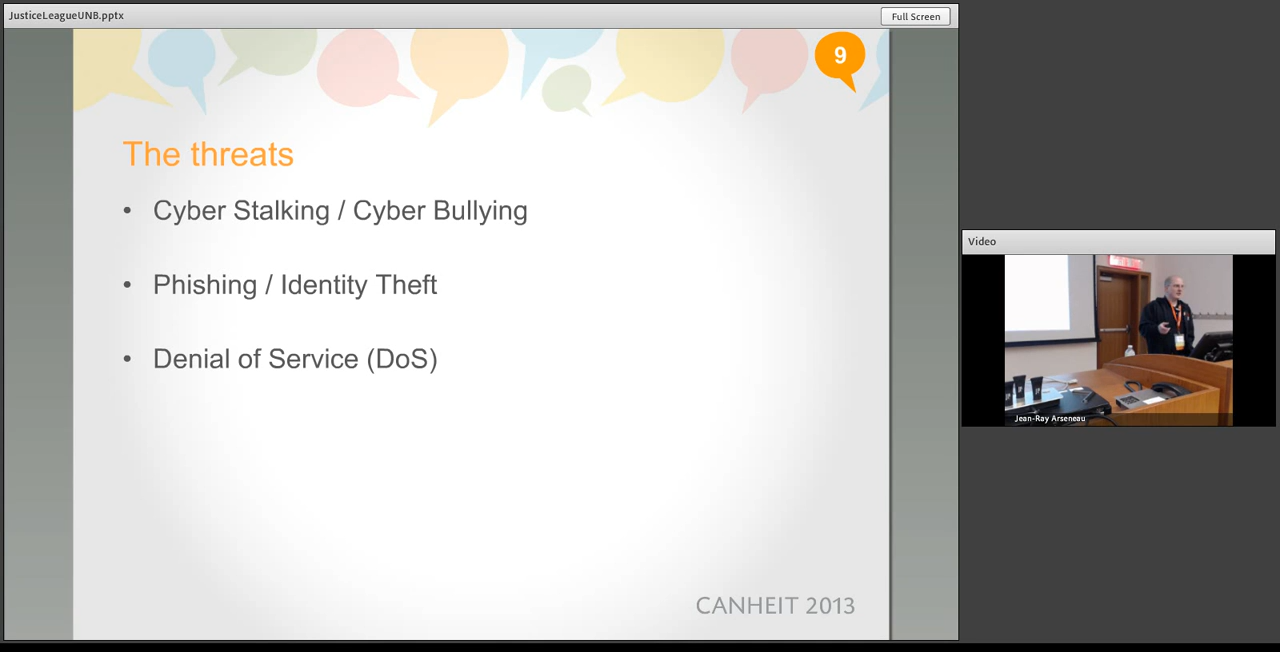 JusticeLeagueUNB.pptx
Full Screen
9
The threats
• Cyber Stalking / Cyber Bullying
• Phishing / Identity Theft
• Denial of Service (DoS)
CANHEIT 2013
Video
Jean-Ray Arseneau